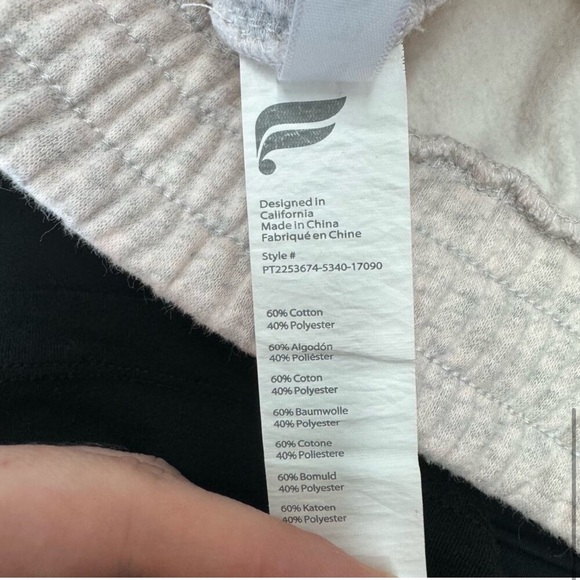 Designed In
California
Made in China
Fabriqué en Chine
Style #
PT2253674-5340-17090
60% Cotton
40% Polyester
60% Algodón
40% Poliéster
60% Coton
40% Polyester
60% Baumwolle
40% Polyester
60% Cotone
40% Poliestere
60% Bomuld
40% Polyester
60% Katoen
40% Polyester